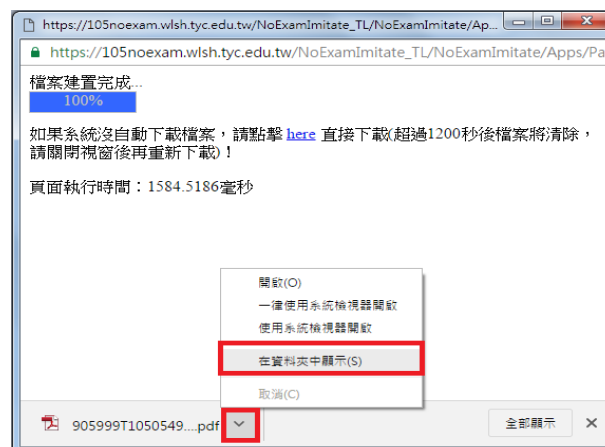 https://105noexam.wlsh.tyc.edu.tw/NoExamImitate_TL/NoExamImitate/Ap...
https://105noexam.wlsh.tyc.edu.tw/NoExamImitate_TL/NoExamImitate/Apps/Pa
檔案建置完成...
100%
如果系統沒自動下載檔案，請點擊 here 直接下載(超過1200秒後檔案將清除，
請關閉視窗後再重新下載)！
頁面執行時間：1584.5186毫秒
開啟(O)
一律使用系統檢視器開啟
使用系統檢視器開啟
在資料夾中顯示(S)
取消(C)
905999T1050549....pdf
全部顯示